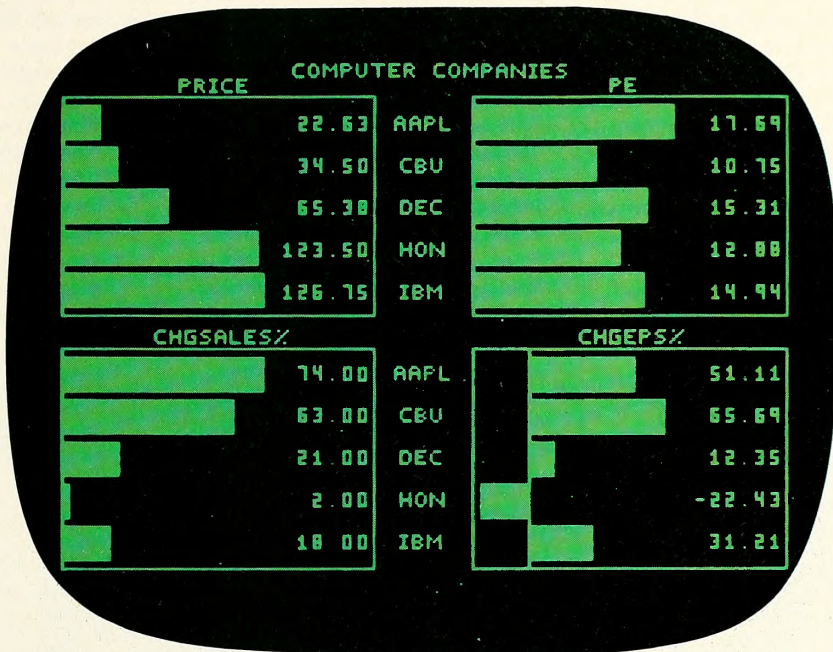 COMPUTER COMPANIES
PRICE PE
22.63 AAPL 17.69
34.50 CBU 10.75
65.38 DEC 15.31
123.50 HON 12.88
126.75 IBM 14.94
CHGSALES% CHGEPS%
74.00 AAPL 51.11
63.00 CBU 65.69
21.00 DEC 12.35
2.00 HON -22.43
18 00 IBM 31.21